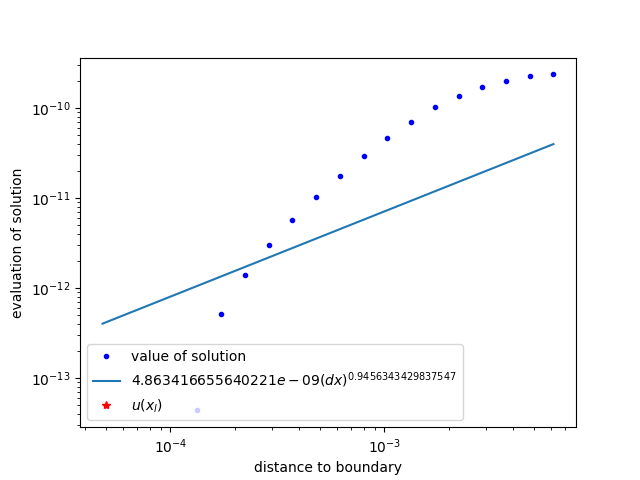 10⁻¹⁰
10⁻¹¹
10⁻¹²
10⁻¹³
evaluation of solution
value of solution
4.863416655640221e − 09(dx)^0.9456343429837547
u(x_l)
10⁻⁴
10⁻³
distance to boundary